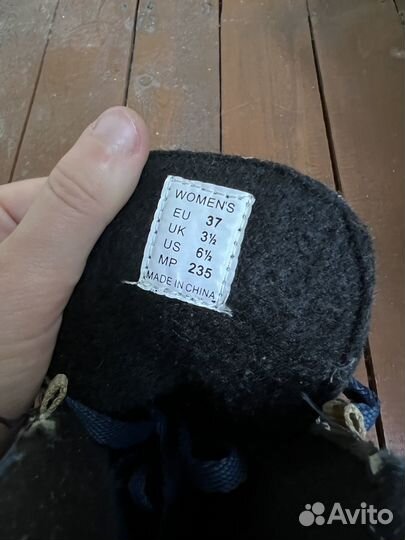 WOMEN'S
EU 37
UK 3½
US 6½
MP 235
MADE IN CHINA
Avito